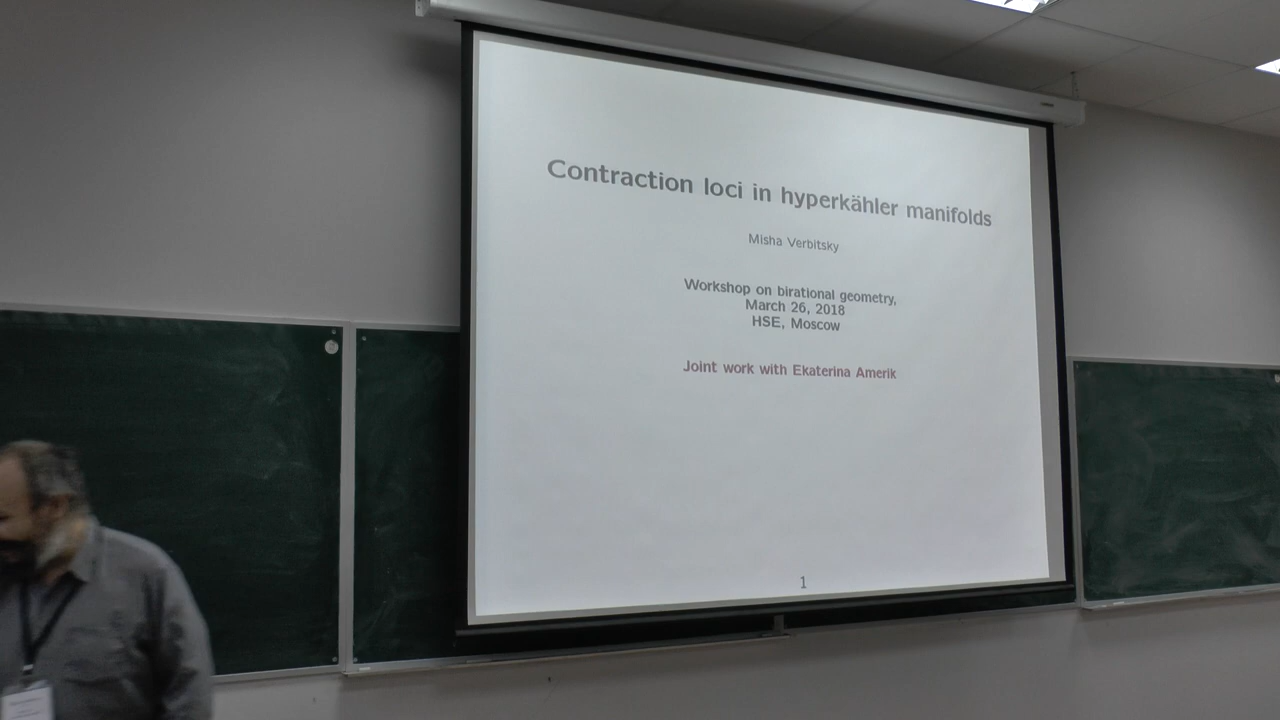 Contraction loci in hyperkähler manifolds
Misha Verbitsky
Workshop on birational geometry,
March 26, 2018
HSE, Moscow
Joint work with Ekaterina Amerik
1